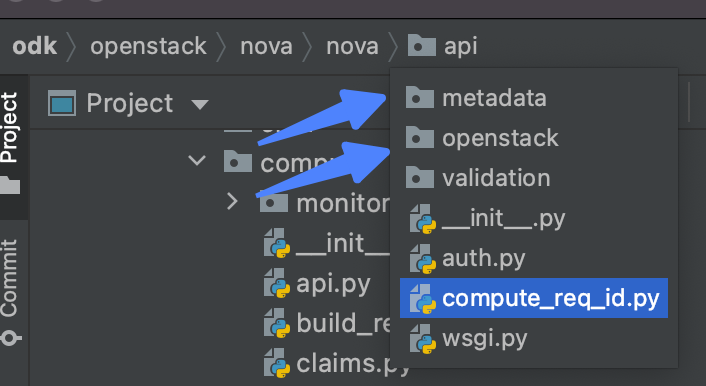 odk openstack nova nova api
Project
metadata
openstack
validation
__init__.py
auth.py
compute_req_id.py
wsgi.py
monitor
__init__
api.py
build_re
claims.py
Project
Commit